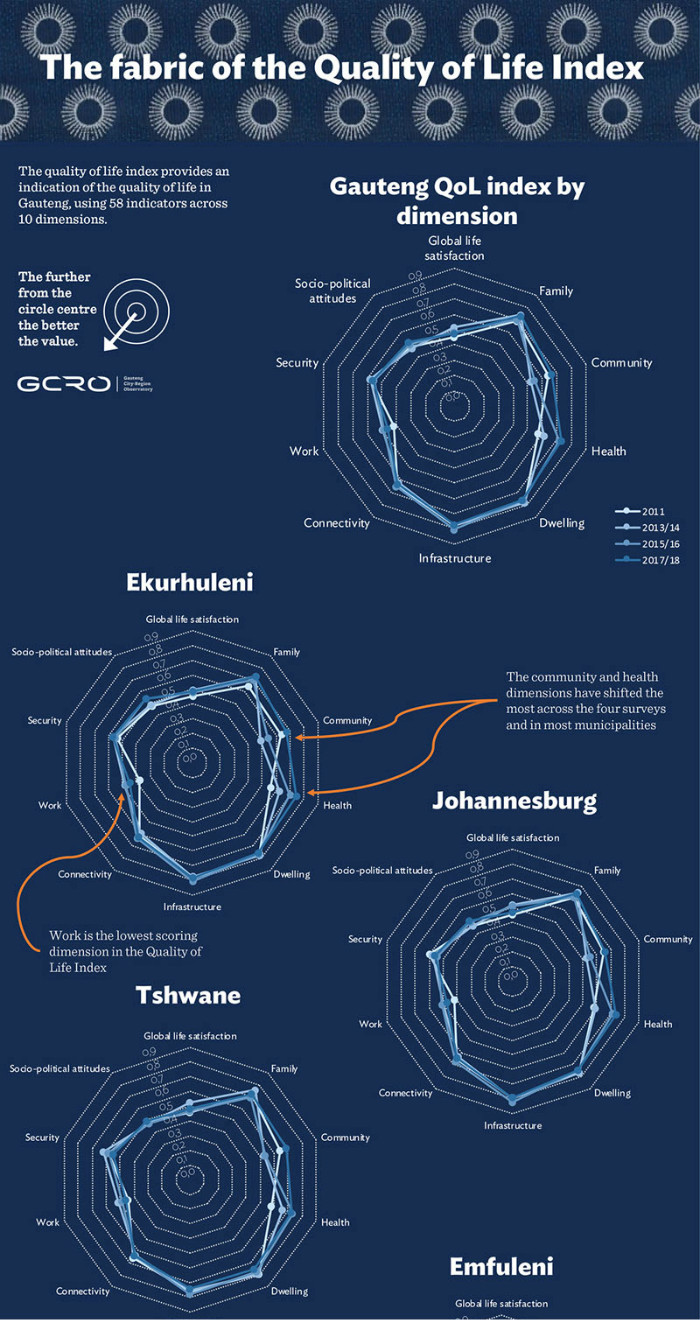 The fabric of the Quality of Life Index
The quality of life index provides an
indication of the quality of life in
Gauteng, using 58 indicators across
10 dimensions.
The further
from the
circle centre
the better
the value.
GCRO
Gauteng
City-Region
Observatory
Gauteng QoL index by
dimension
Global life
satisfaction
Socio-political
attitudes
Family
Security
Community
Work
Health
Connectivity
Dwelling
Infrastructure
0,9
0,8
0,7
0,6
0,5
0,4
0,3
0,2
0,1
0,0
2011
2013/14
2015/16
2017/18
Ekurhuleni
Global life satisfaction
Socio-political attitudes
Family
Security
Community
Work
Health
Connectivity
Dwelling
Infrastructure
0,9
0,8
0,7
0,6
0,5
0,4
0,3
0,2
0,1
0,0
The community and health
dimensions have shifted the
most across the four surveys
and in most municipalities
Work is the lowest scoring
dimension in the Quality of
Life Index
Johannesburg
Global life satisfaction
Socio-political attitudes
Family
Security
Community
Work
Health
Connectivity
Dwelling
Infrastructure
0,9
0,8
0,7
0,6
0,5
0,4
0,3
0,2
0,1
0,0
Tshwane
Global life satisfaction
Socio-political attitudes
Family
Security
Community
Work
Health
Connectivity
Dwelling
0,9
0,8
0,7
0,6
0,5
0,4
0,3
0,2
0,1
0,0
Emfuleni
Global life satisfaction